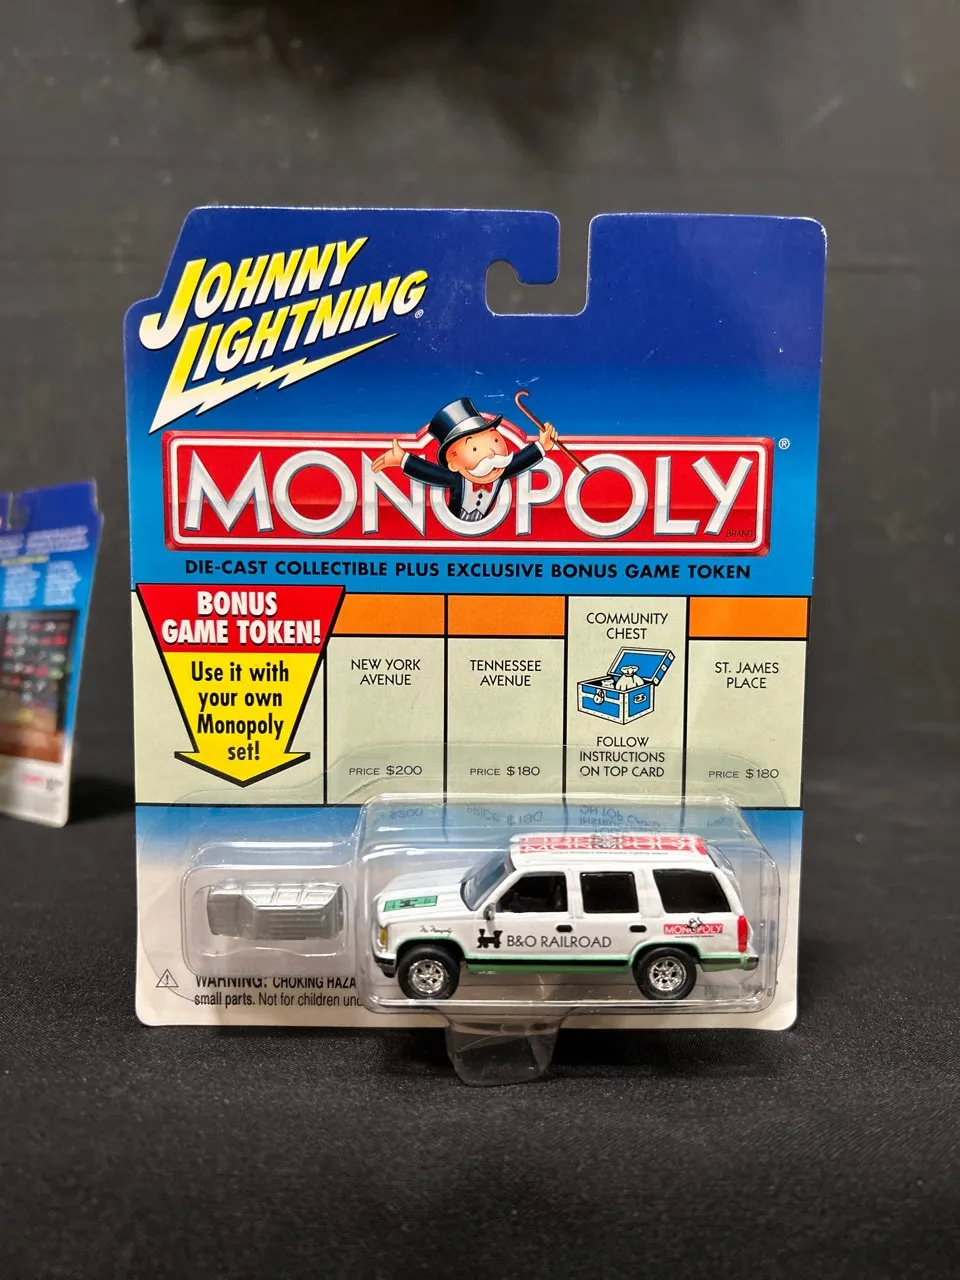 JOHNNY
LIGHTNING®
MONOPOLY®
BRAND
DIE-CAST COLLECTIBLE PLUS EXCLUSIVE BONUS GAME TOKEN
BONUS
GAME TOKEN!
Use it with
your own
Monopoly
set!
NEW YORK
AVENUE
PRICE $200
TENNESSEE
AVENUE
PRICE $180
COMMUNITY
CHEST
FOLLOW
INSTRUCTIONS
ON TOP CARD
ST. JAMES
PLACE
PRICE $180
MONOPOLY
B&O RAILROAD
MONOPOLY
WARNING: CHOKING HAZA
small parts. Not for children und